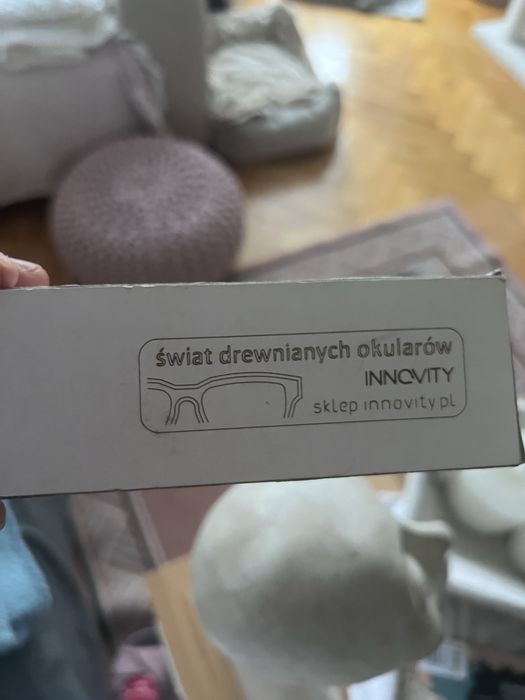 świat drewnianych okularów
INNOVITY
sklep innovity.pl